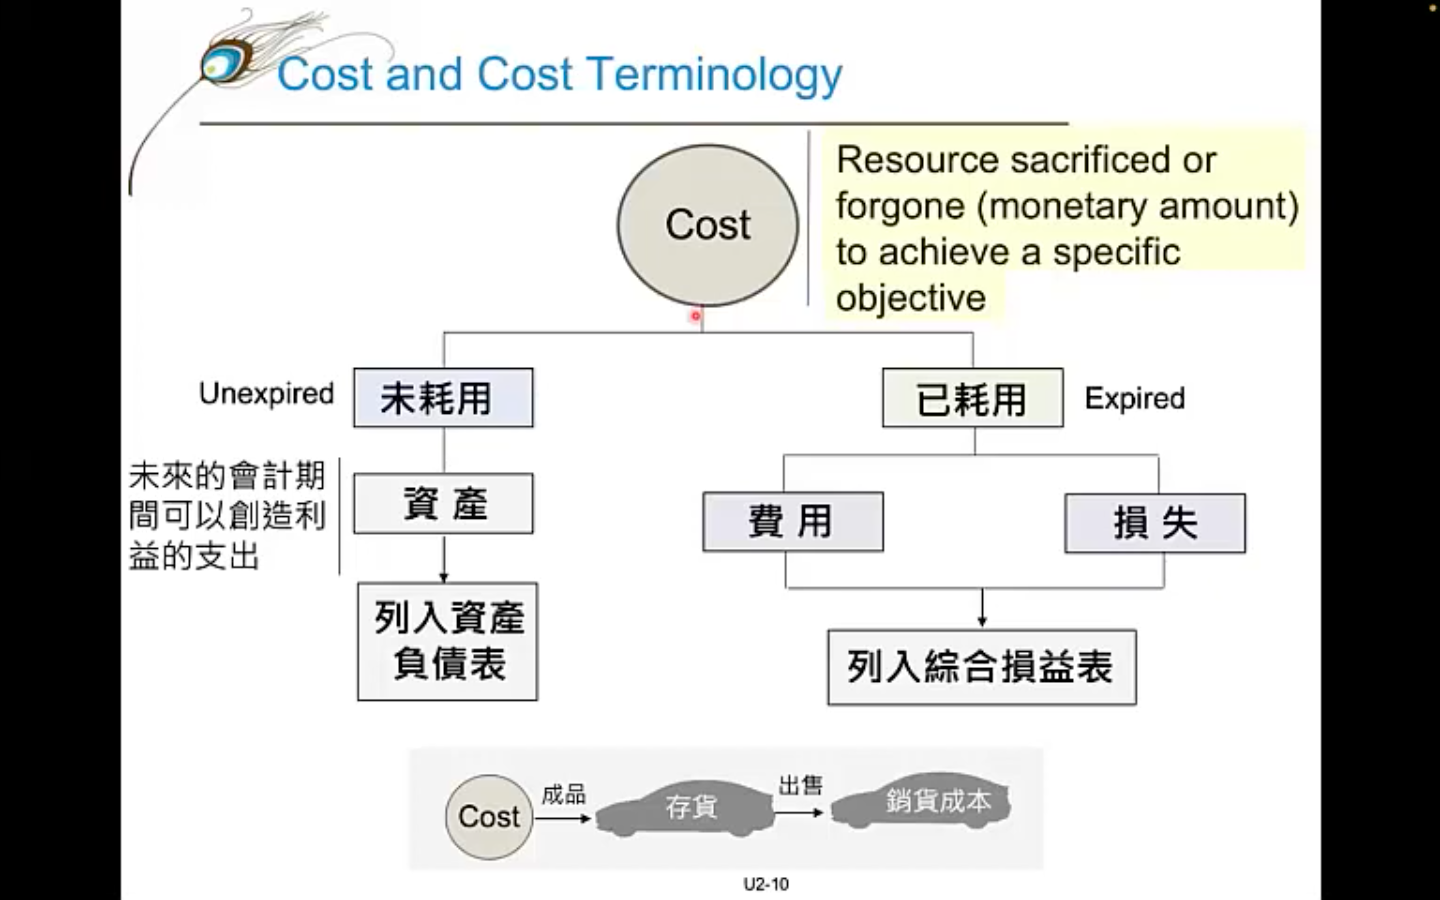 Cost and Cost Terminology
Cost
Resource sacrificed or
forgone (monetary amount)
to achieve a specific
objective
Unexpired
未耗用
已耗用
Expired
未來的會計期
間可以創造利
益的支出
資 產
費 用
損 失
列入資產
負債表
列入綜合損益表
Cost
成品
存貨
出售
銷貨成本
U2-10